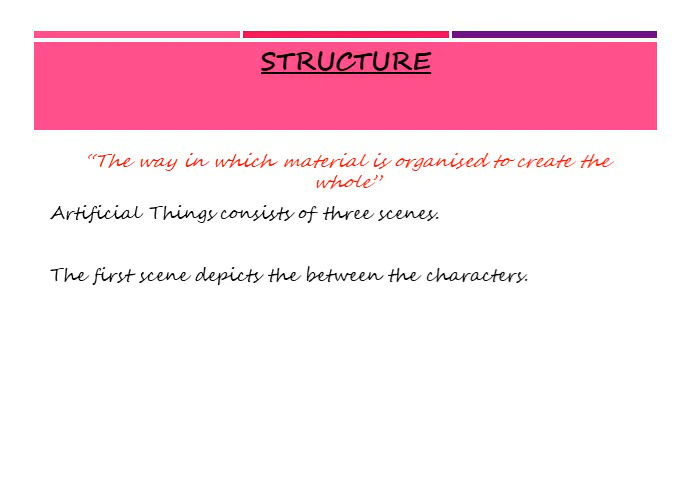 STRUCTURE
“The way in which material is organised to create the
whole”
Artificial Things consists of three scenes.
The first scene depicts the between the characters.